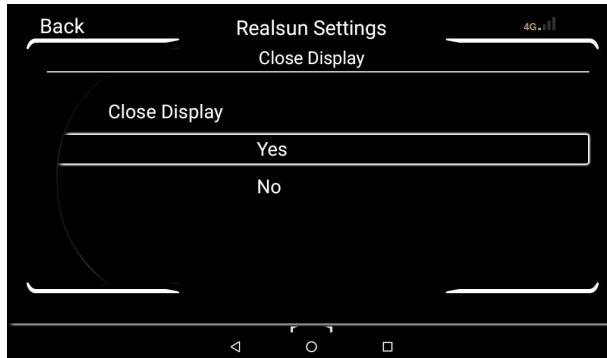 Back
Realsun Settings
4G
Close Display
Close Display
Yes
No